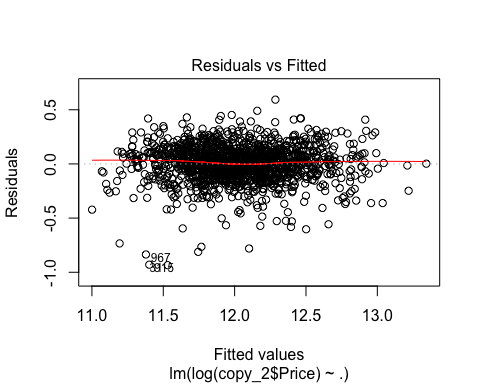 Residuals vs Fitted
Residuals
0.5
0.0
-0.5
-1.0
967
11.0 11.5 12.0 12.5 13.0
Fitted values
lm(log(copy_2$Price) ~ .)